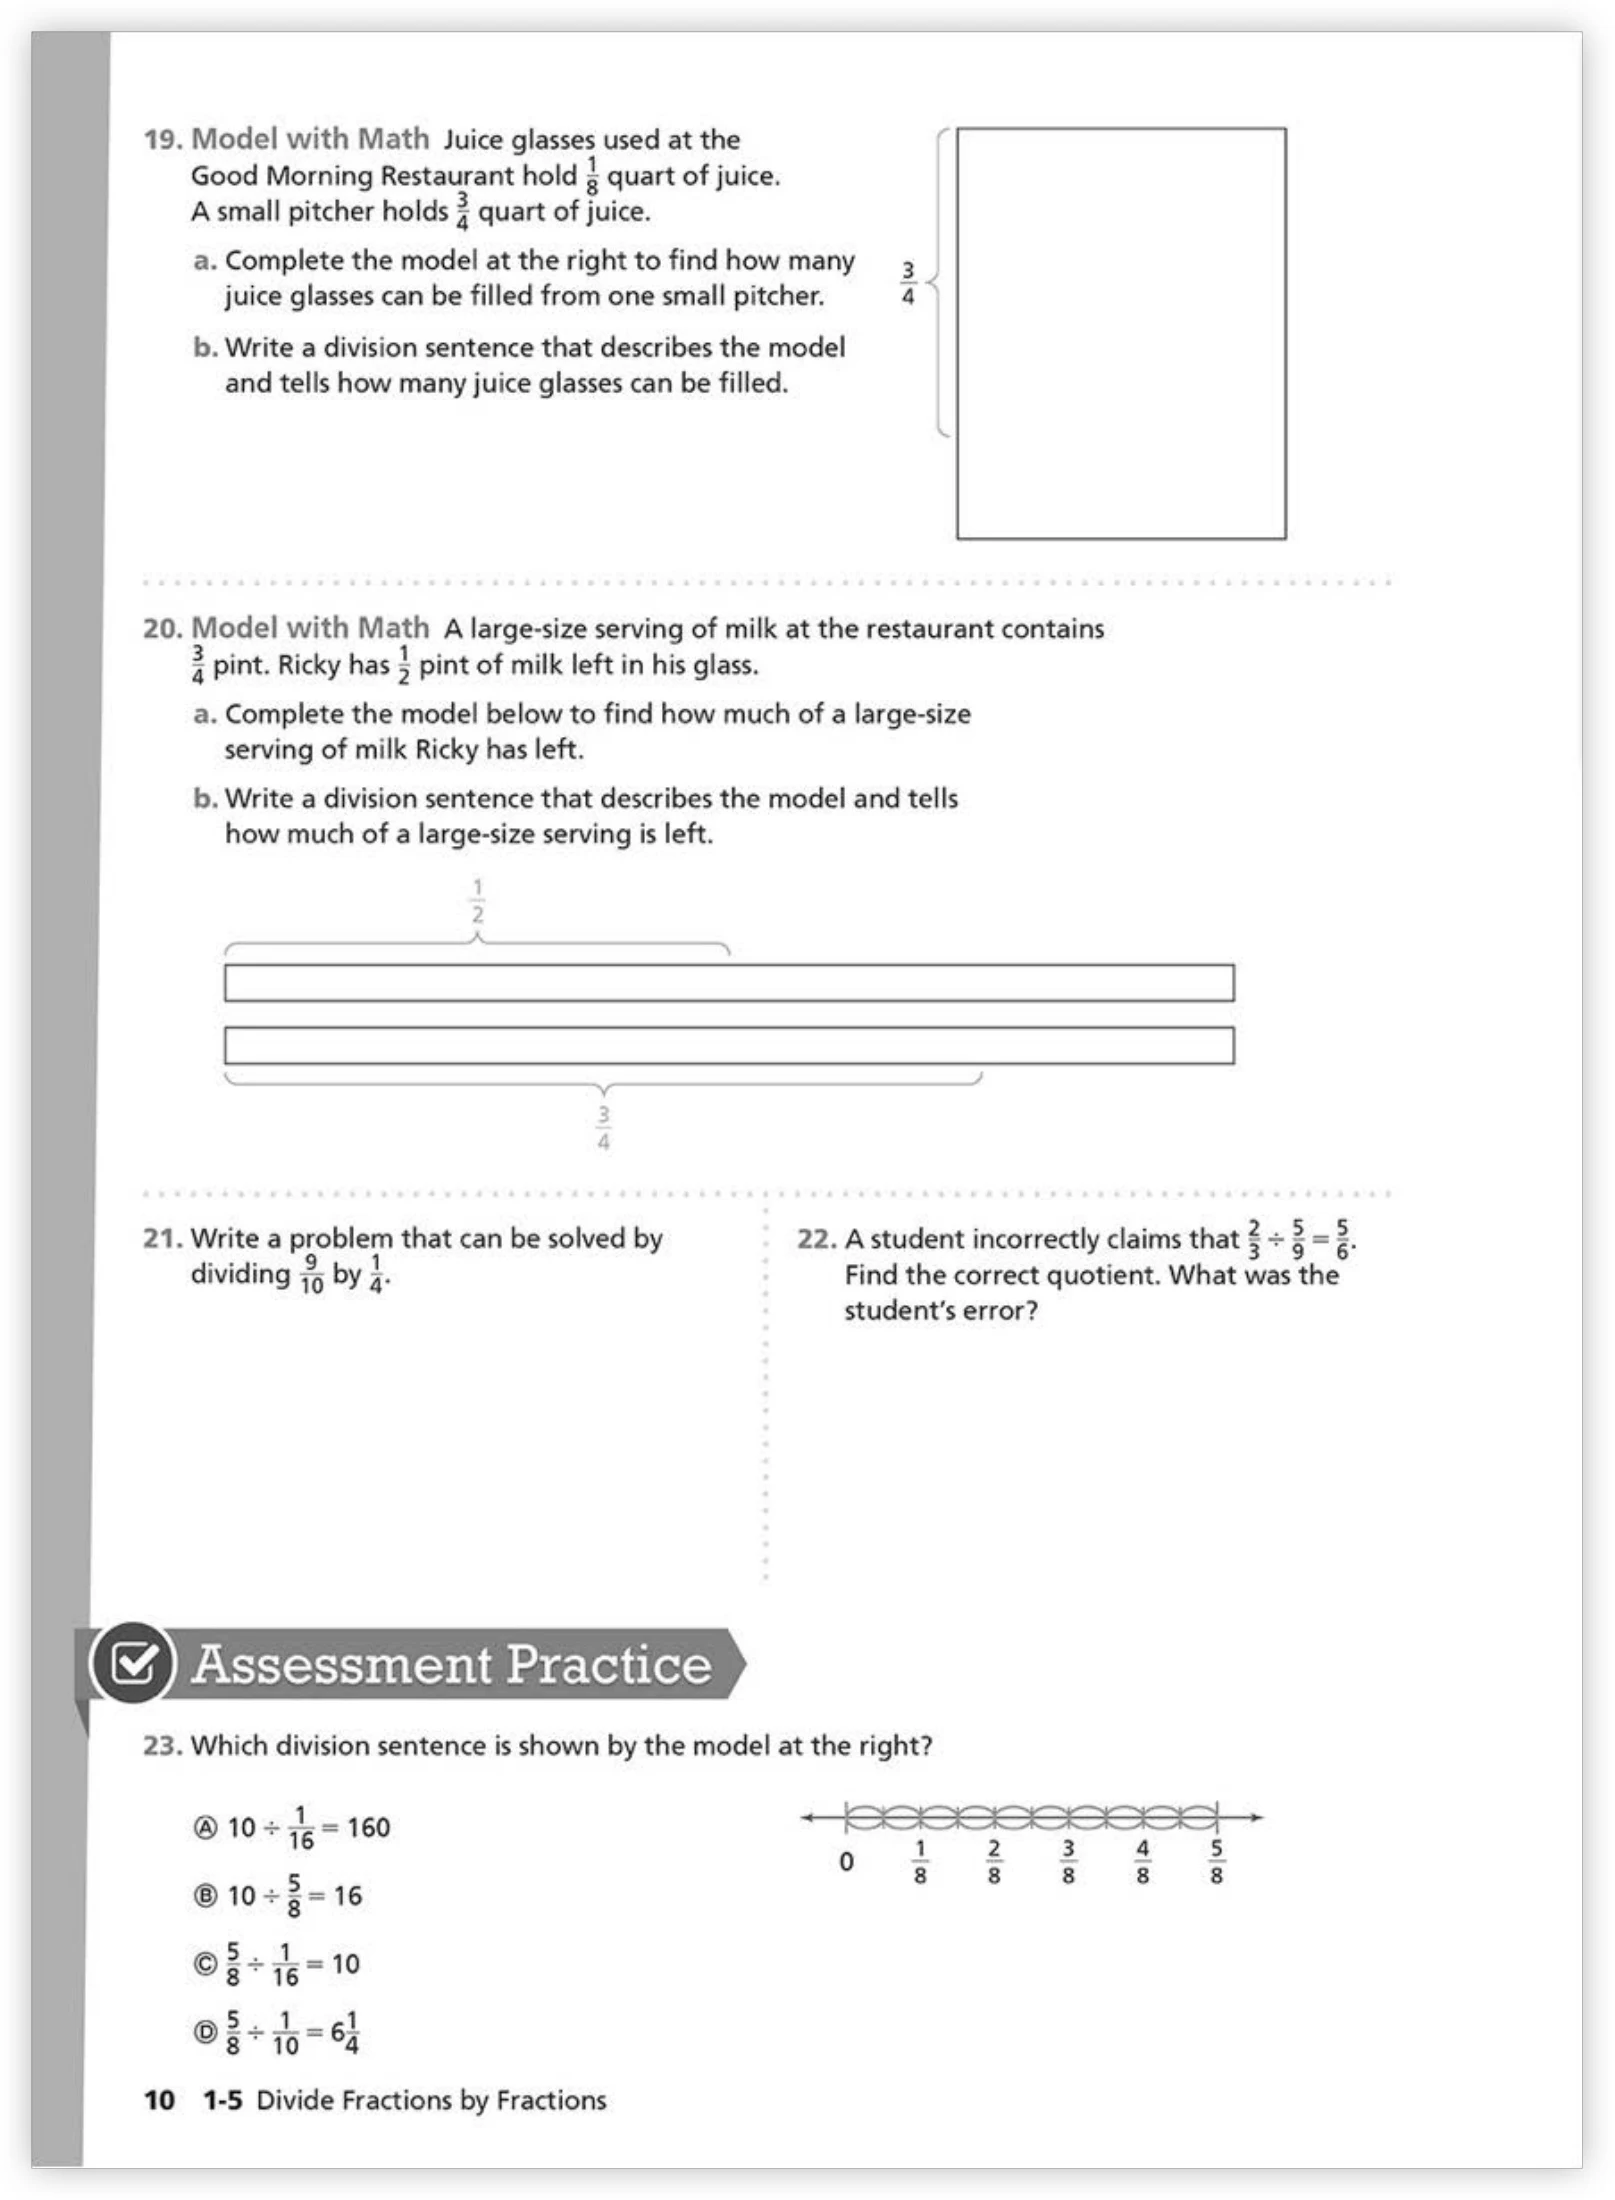 19. Model with Math Juice glasses used at the
Good Morning Restaurant hold 1/8 quart of juice.
A small pitcher holds 3/4 quart of juice.
a. Complete the model at the right to find how many
juice glasses can be filled from one small pitcher.
b. Write a division sentence that describes the model
and tells how many juice glasses can be filled.
3/4
20. Model with Math A large-size serving of milk at the restaurant contains
3/4 pint. Ricky has 1/2 pint of milk left in his glass.
a. Complete the model below to find how much of a large-size
serving of milk Ricky has left.
b. Write a division sentence that describes the model and tells
how much of a large-size serving is left.
1/2
3/4
21. Write a problem that can be solved by
dividing 9/10 by 1/4.
22. A student incorrectly claims that 2/3 ÷ 5/9 = 5/6.
Find the correct quotient. What was the
student's error?
Assessment Practice
23. Which division sentence is shown by the model at the right?
Ⓐ 10 ÷ 1/16 = 160
Ⓑ 10 ÷ 5/8 = 16
Ⓒ 5/8 ÷ 1/16 = 10
Ⓓ 5/8 ÷ 1/10 = 6 1/4
0 1/8 2/8 3/8 4/8 5/8
10 1-5 Divide Fractions by Fractions